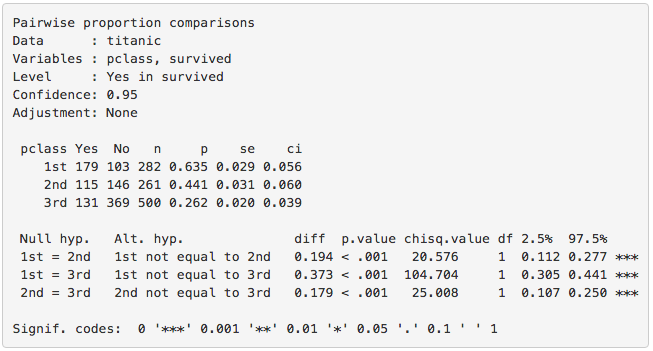 Pairwise proportion comparisons
Data      : titanic
Variables : pclass, survived
Level     : Yes in survived
Confidence: 0.95
Adjustment: None
pclass Yes  No   n     p    se    ci
1st 179 103 282 0.635 0.029 0.056
2nd 115 146 261 0.441 0.031 0.060
3rd 131 369 500 0.262 0.020 0.039
Null hyp.   Alt. hyp.              diff  p.value chisq.value df 2.5%  97.5%
1st = 2nd   1st not equal to 2nd   0.194 < .001   20.576     1 0.112 0.277 ***
1st = 3rd   1st not equal to 3rd   0.373 < .001  104.704     1 0.305 0.441 ***
2nd = 3rd   2nd not equal to 3rd   0.179 < .001   25.008     1 0.107 0.250 ***
Signif. codes:  0 '***' 0.001 '**' 0.01 '*' 0.05 '.' 0.1 ' ' 1